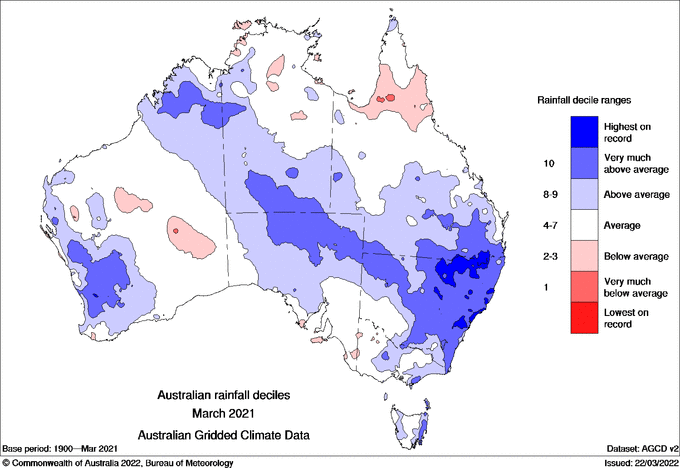 Rainfall decile ranges
Highest on
record
10
Very much
above average
8-9
Above average
4-7
Average
2-3
Below average
1
Very much
below average
Lowest on
record
Australian rainfall deciles
March 2021
Australian Gridded Climate Data
Base period: 1900—Mar 2021
Dataset: AGCD v2
© Commonwealth of Australia 2022, Bureau of Meteorology
Issued: 22/03/2022